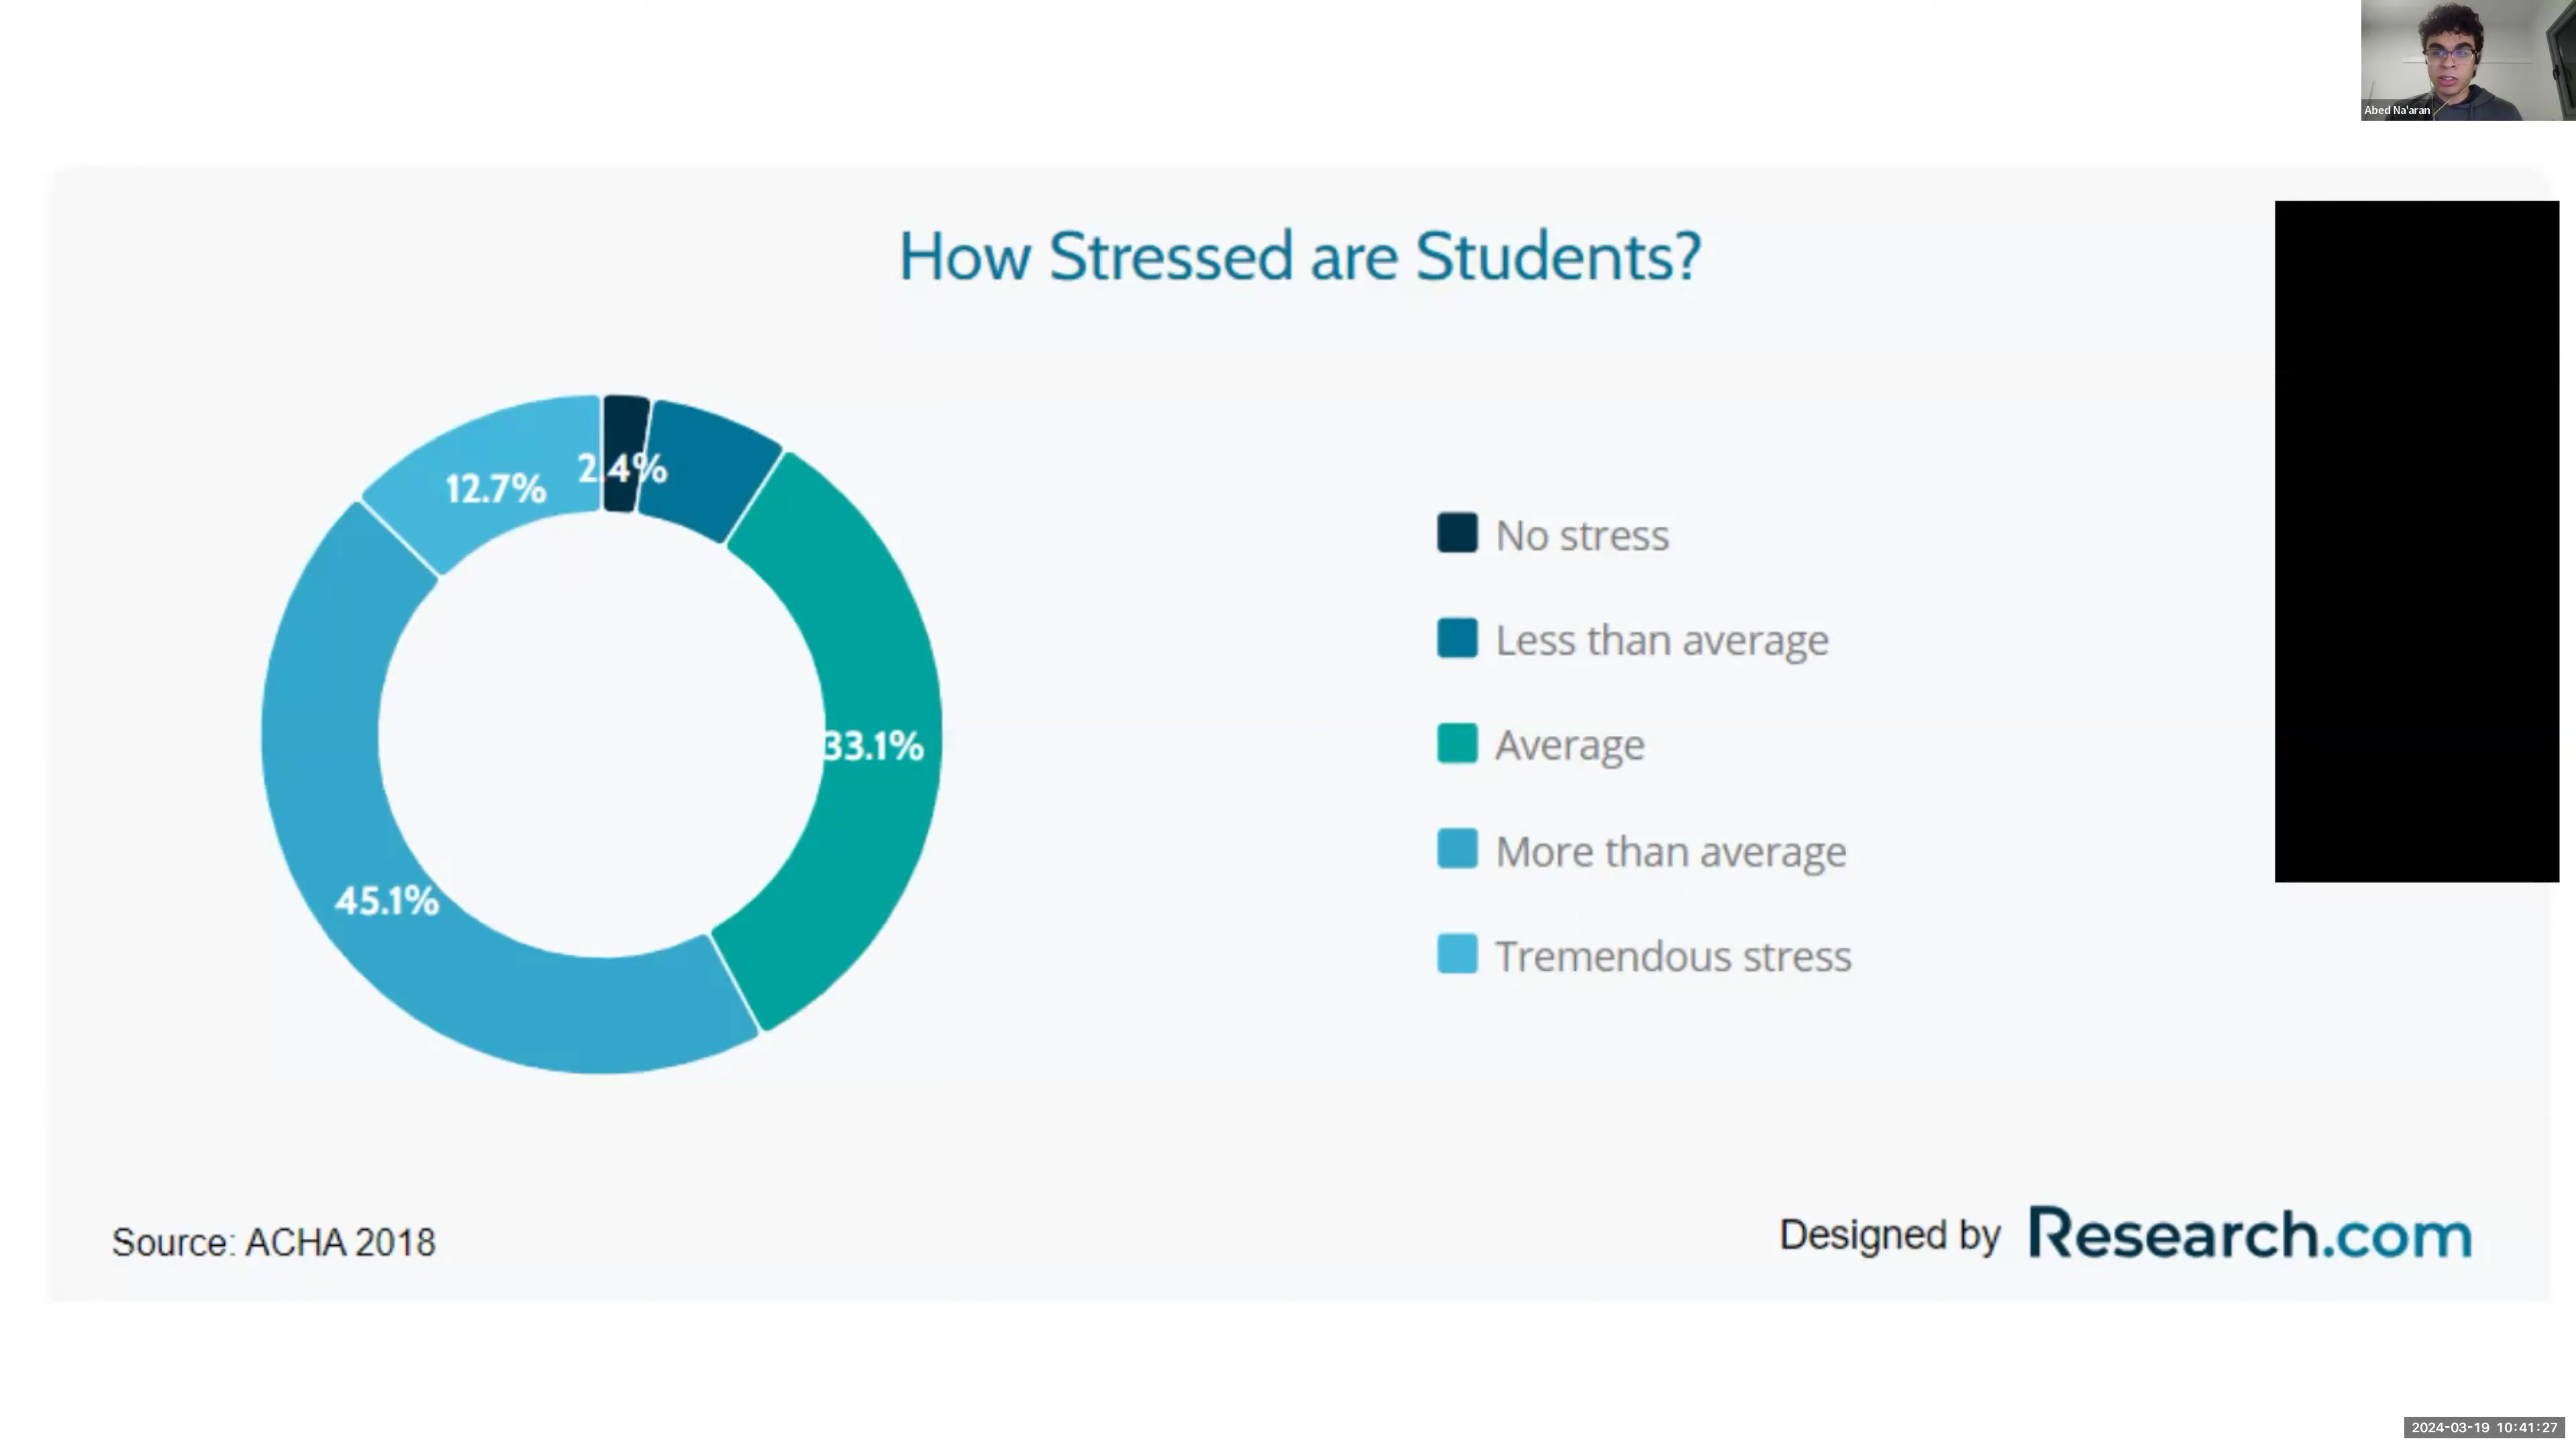 Abed Na'aran
How Stressed are Students?
12.7%
2.4%
33.1%
45.1%
No stress
Less than average
Average
More than average
Tremendous stress
Source: ACHA 2018
Designed by Research.com
2024-03-19 10:41:27